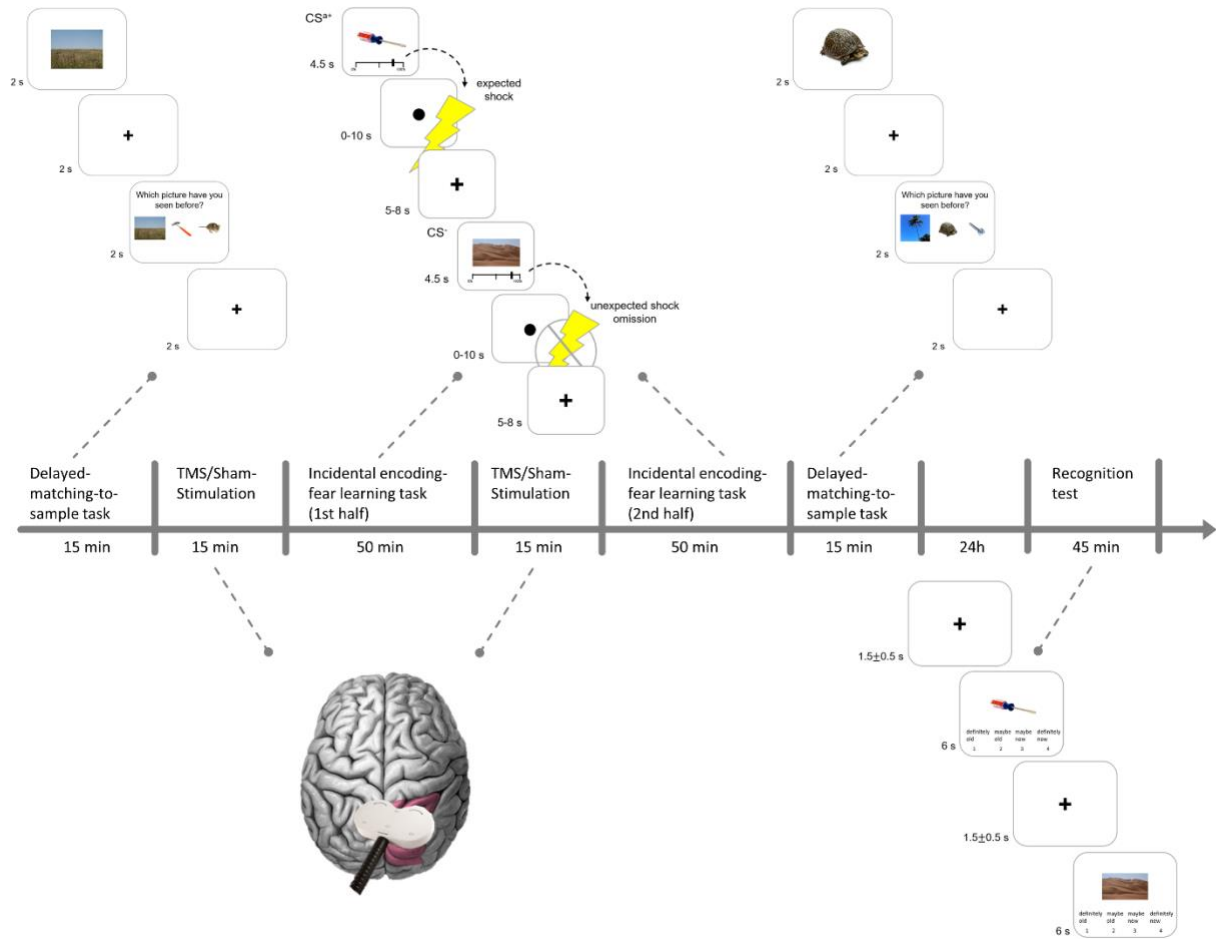 2 s
2 s
Which picture have you
seen before?
2 s
2 s
CSᵃ⁺
4.5 s
expected
shock
0-10 s
5-8 s
CS⁻
4.5 s
unexpected shock
omission
0-10 s
5-8 s
2 s
2 s
Which picture have you
seen before?
2 s
2 s
Delayed-
matching-to-
sample task
TMS/Sham-
Stimulation
Incidental encoding-
fear learning task
(1st half)
TMS/Sham-
Stimulation
Incidental encoding-
fear learning task
(2nd half)
Delayed-
matching-to-
sample task
Recognition
test
15 min
15 min
50 min
15 min
50 min
15 min
24h
45 min
1.5±0.5 s
definitely old maybe old maybe new definitely new
1 2 3 4
6 s
1.5±0.5 s
definitely old maybe old maybe new definitely new
1 2 3 4
6 s